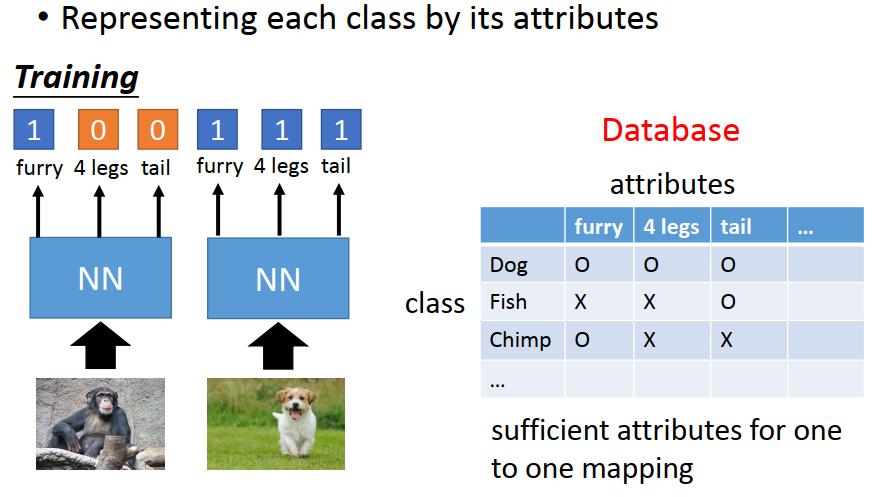 • Representing each class by its attributes
Training
1 0 0 1 1 1
furry 4 legs tail furry 4 legs tail
NN NN
Database
attributes
furry 4 legs tail ...
Dog O O O
class
Fish X X O
Chimp O X X
...
sufficient attributes for one
to one mapping